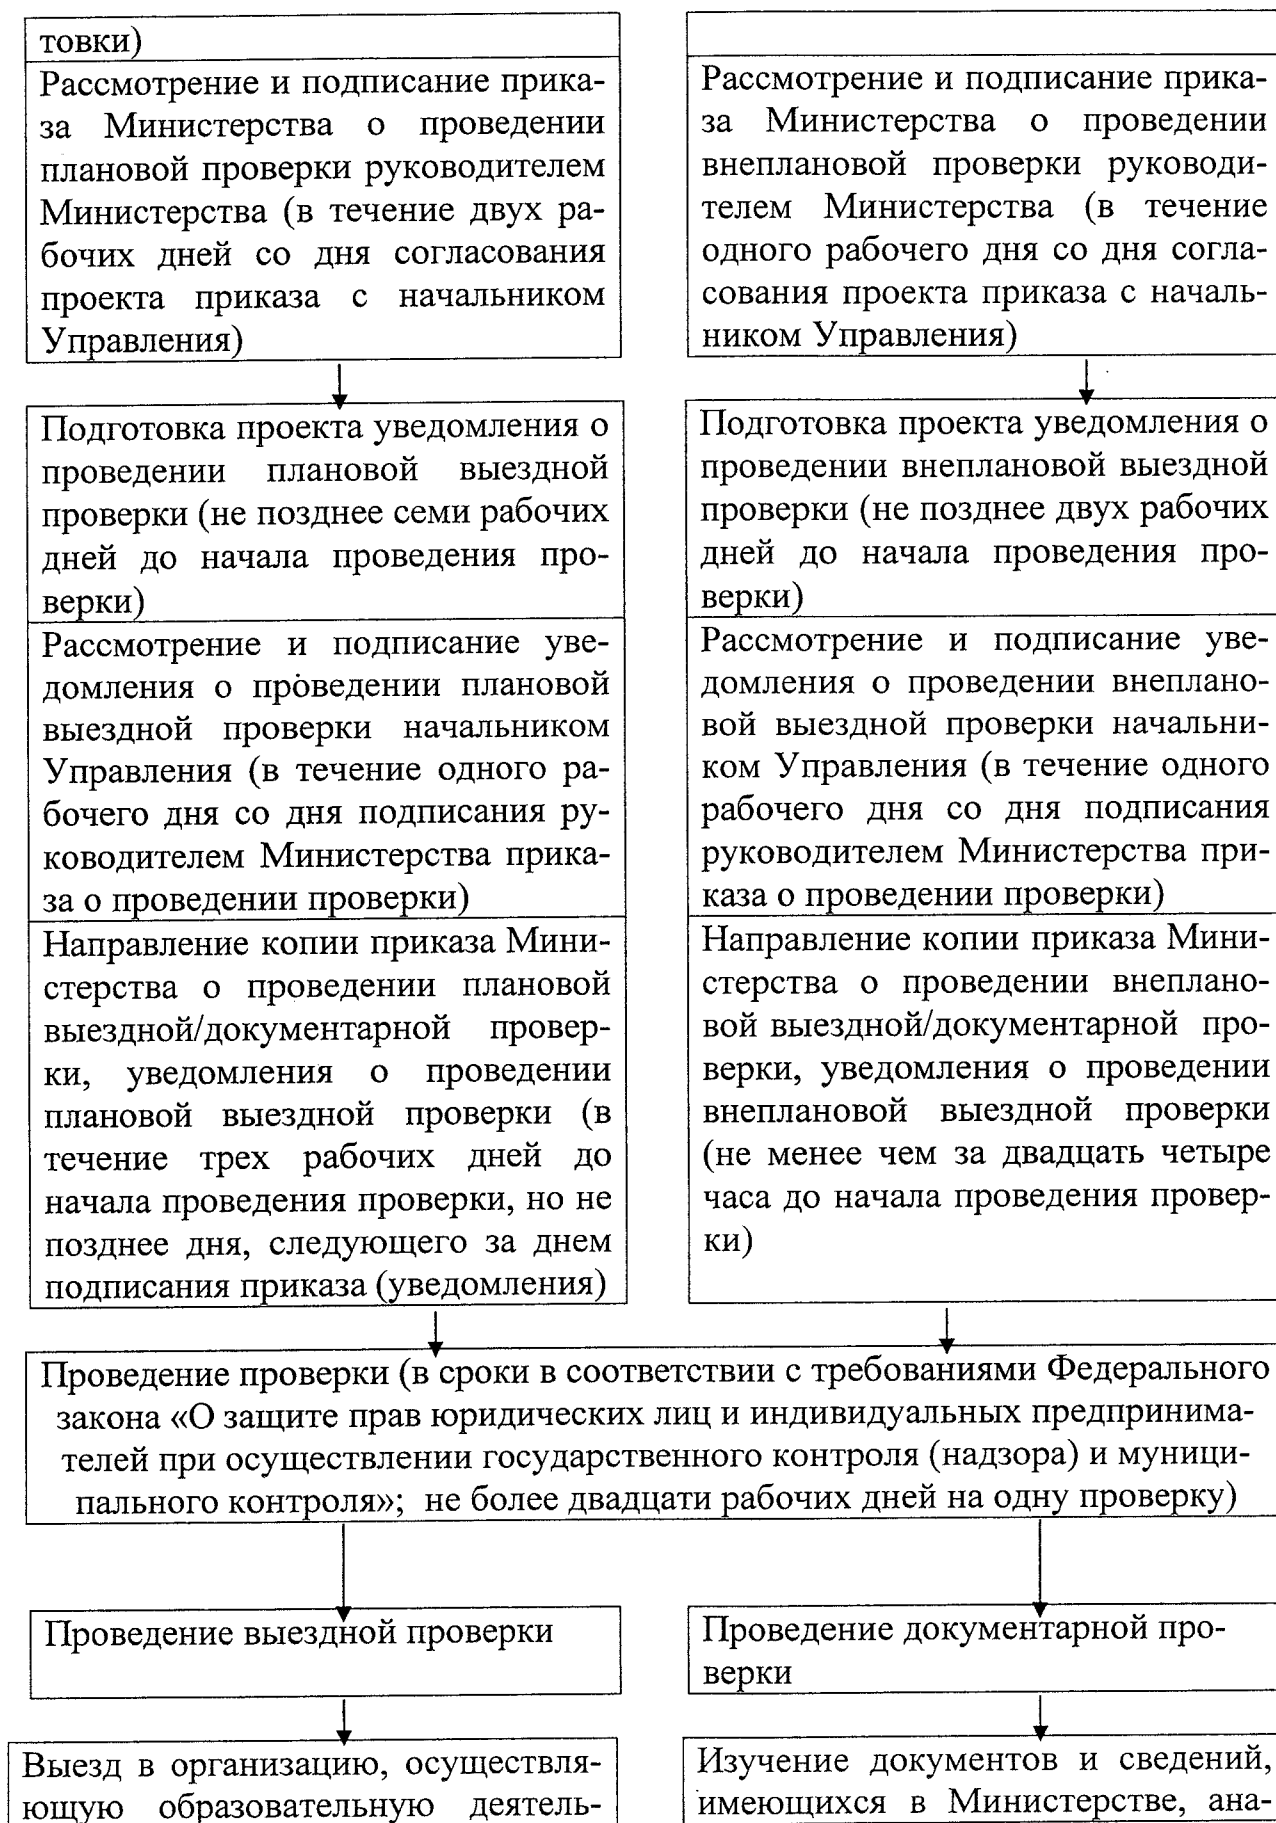 товки)
Рассмотрение и подписание прика-
за Министерства о проведении
плановой проверки руководителем
Министерства (в течение двух ра-
бочих дней со дня согласования
проекта приказа с начальником
Управления)
Рассмотрение и подписание прика-
за Министерства о проведении
внеплановой проверки руководи-
телем Министерства (в течение
одного рабочего дня со дня согла-
сования проекта приказа с началь-
ником Управления)
Подготовка проекта уведомления о
проведении плановой выездной
проверки (не позднее семи рабочих
дней до начала проведения про-
верки)
Рассмотрение и подписание уве-
домления о проведении плановой
выездной проверки начальником
Управления (в течение одного ра-
бочего дня со дня подписания ру-
ководителем Министерства прика-
за о проведении проверки)
Направление копии приказа Мини-
стерства о проведении плановой
выездной/документарной провер-
ки, уведомления о проведении
плановой выездной проверки (в
течение трех рабочих дней до
начала проведения проверки, но не
позднее дня, следующего за днем
подписания приказа (уведомления)
Подготовка проекта уведомления о
проведении внеплановой выездной
проверки (не позднее двух рабочих
дней до начала проведения про-
верки)
Рассмотрение и подписание уве-
домления о проведении внеплано-
вой выездной проверки начальни-
ком Управления (в течение одного
рабочего дня со дня подписания
руководителем Министерства при-
каза о проведении проверки)
Направление копии приказа Мини-
стерства о проведении внеплано-
вой выездной/документарной про-
верки, уведомления о проведении
внеплановой выездной проверки
(не менее чем за двадцать четыре
часа до начала проведения провер-
ки)
Проведение проверки (в сроки в соответствии с требованиями Федерального
закона «О защите прав юридических лиц и индивидуальных предпринима-
телей при осуществлении государственного контроля (надзора) и муници-
пального контроля»; не более двадцати рабочих дней на одну проверку)
Проведение выездной проверки
Проведение документарной про-
верки
Выезд в организацию, осуществля-
ющую образовательную деятель-
Изучение документов и сведений,
имеющихся в Министерстве, ана-